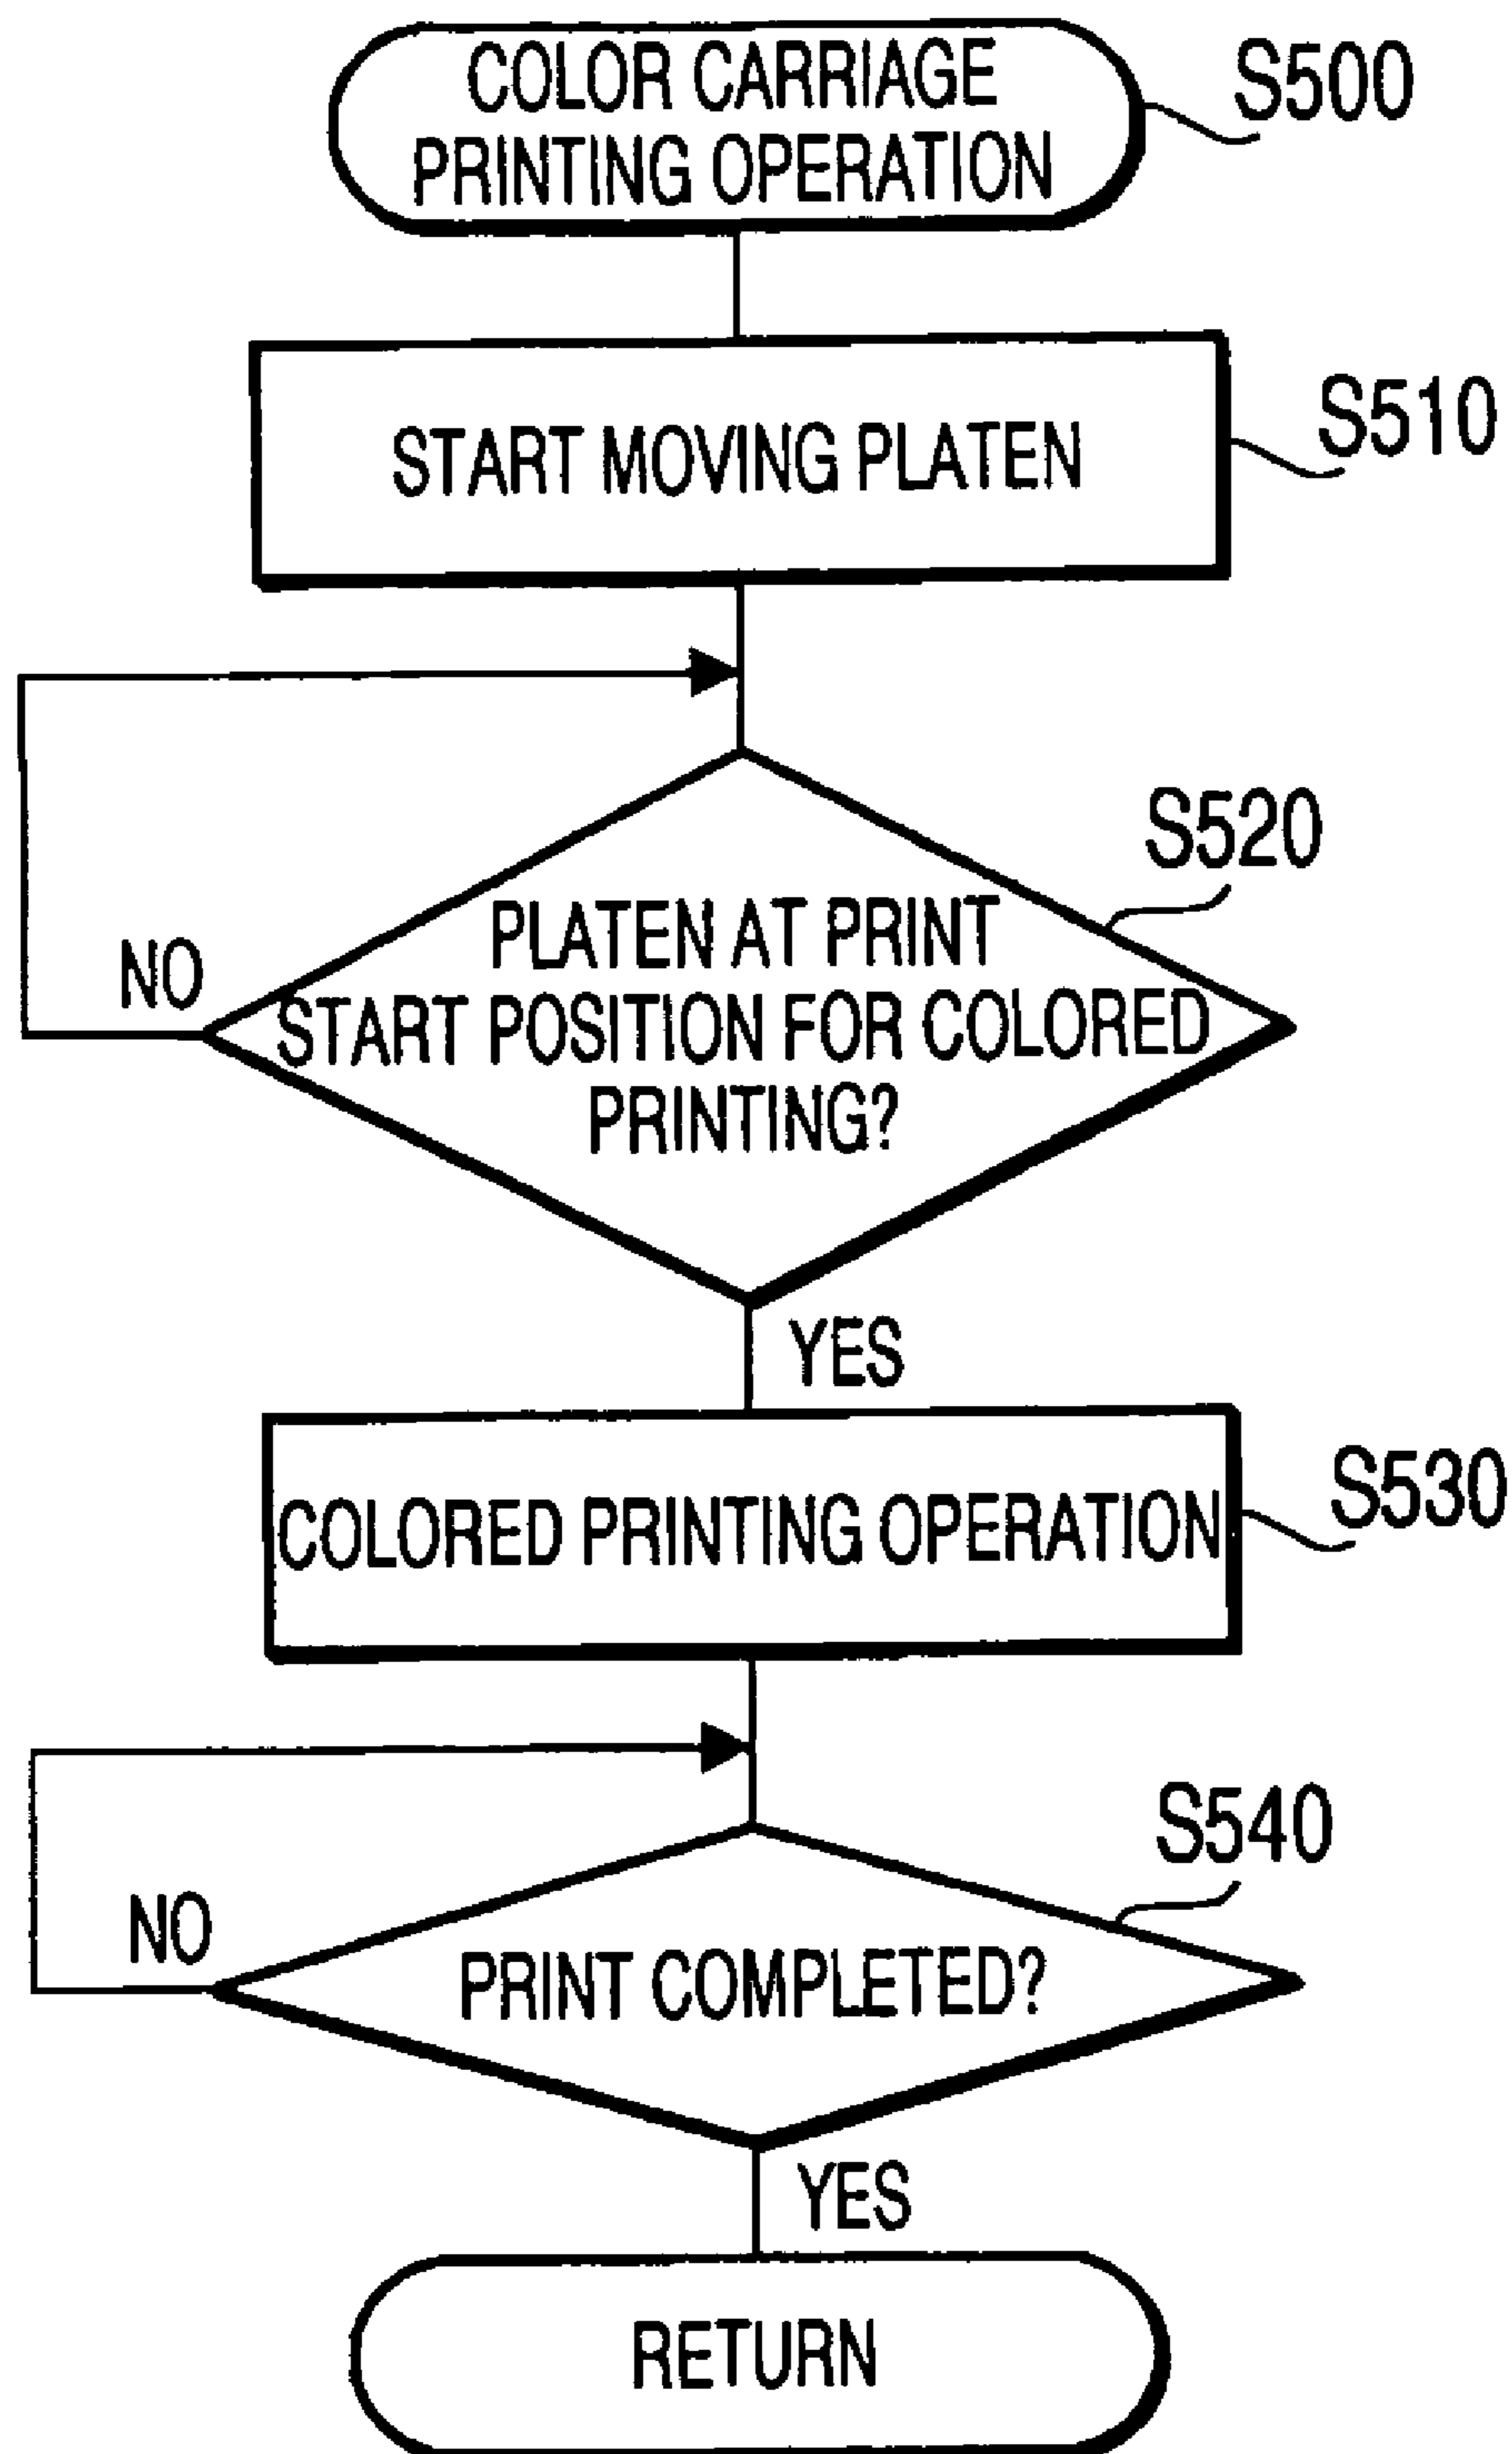 COLOR CARRIAGE
PRINTING OPERATION
S500
START MOVING PLATEN
S510
S520
PLATEN AT PRINT
START POSITION FOR COLORED
PRINTING?
NO
YES
COLORED PRINTING OPERATION
S530
S540
NO
PRINT COMPLETED?
YES
RETURN